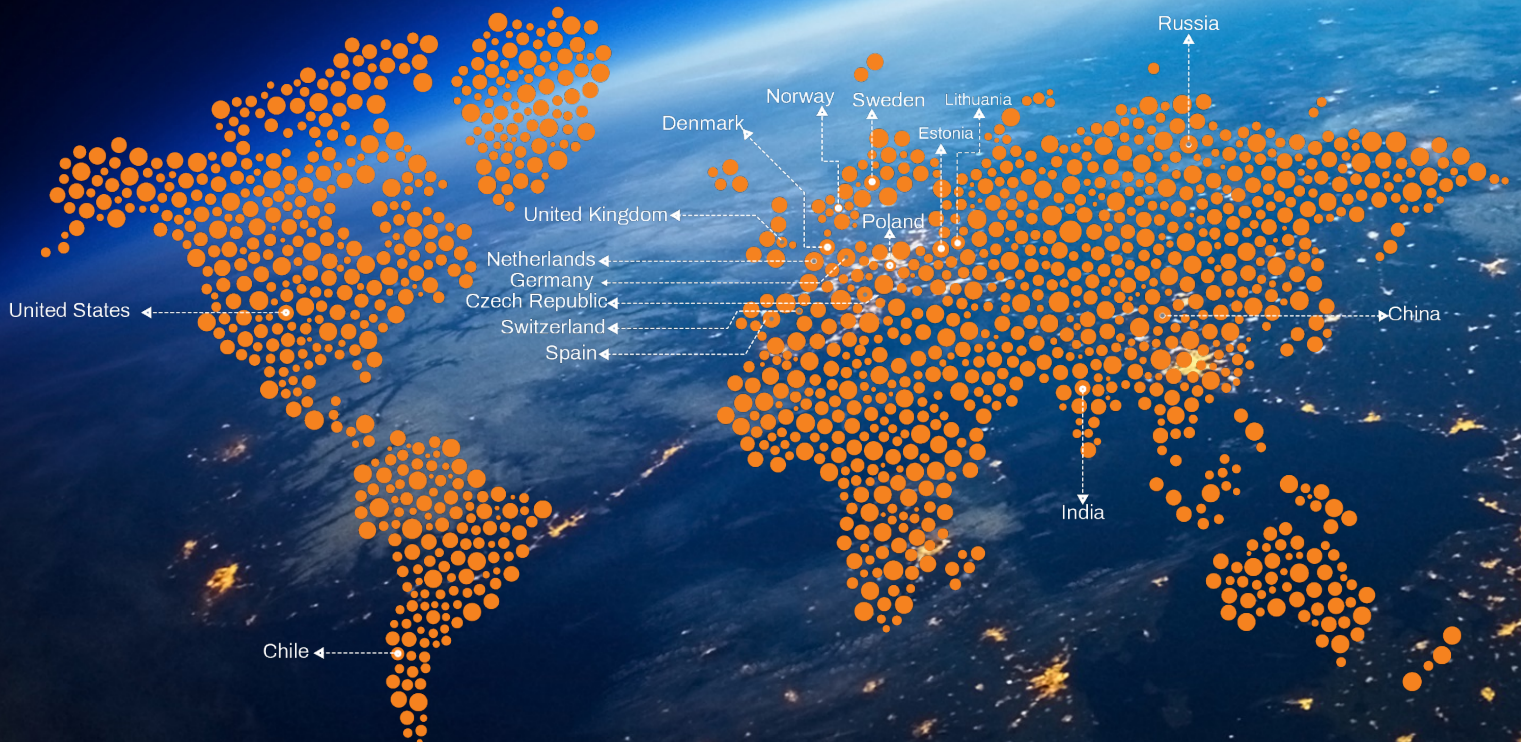 Russia
Norway
Sweden
Lithuania
Denmark
Estonia
United Kingdom
Poland
Netherlands
Germany
Czech Republic
United States
China
Switzerland
Spain
India
Chile